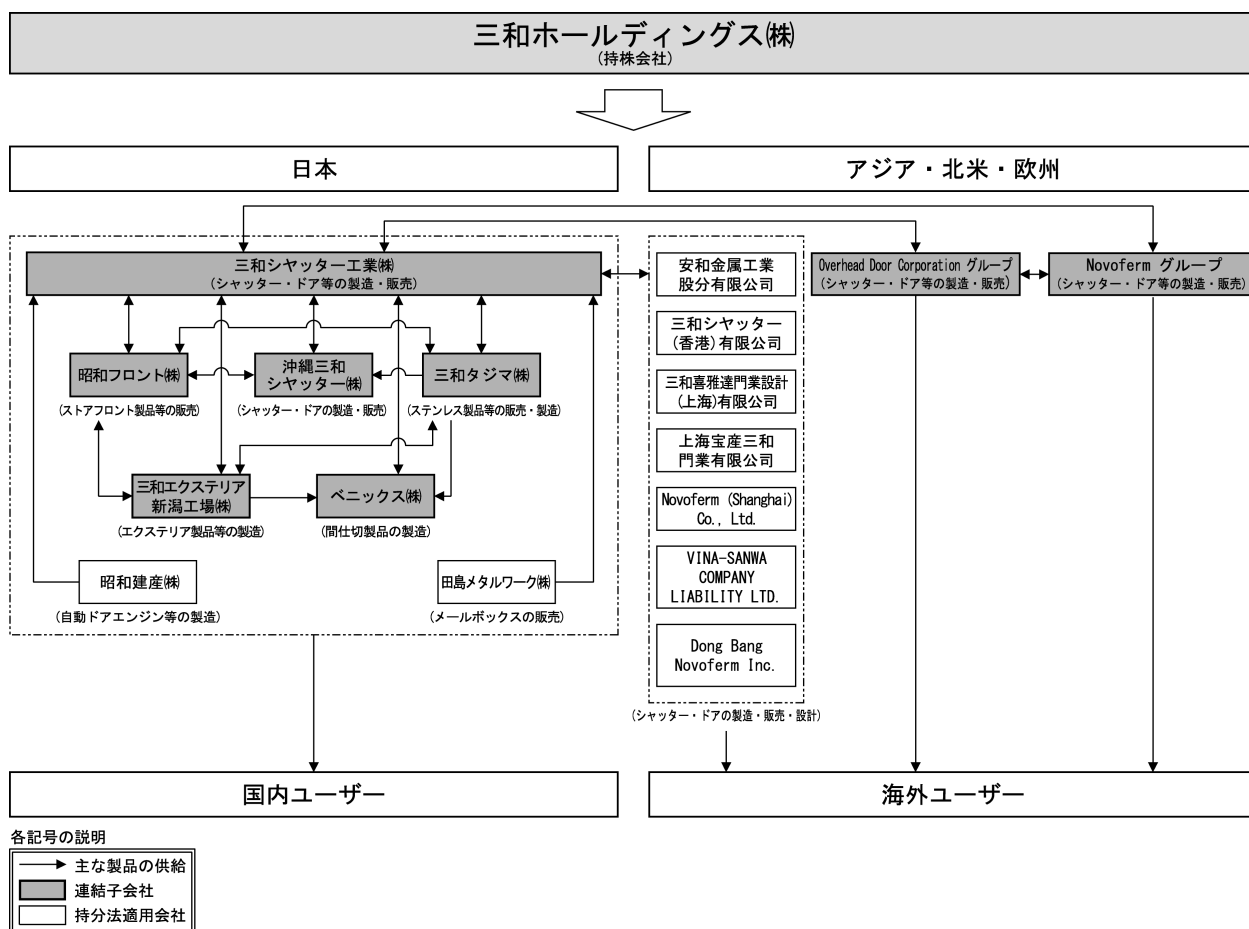 三和ホールディングス㈱
(持株会社)
日本
アジア・北米・欧州
三和シヤッター工業㈱
(シャッター・ドア等の製造・販売)
昭和フロント㈱
(ストアフロント製品等の販売)
沖縄三和
シヤッター㈱
(シャッター・ドアの製造・販売)
三和タジマ㈱
(ステンレス製品等の販売・製造)
三和エクステリア
新潟工場㈱
(エクステリア製品等の製造)
ベニックス㈱
(間仕切製品の製造)
昭和建産㈱
(自動ドアエンジン等の製造)
田島メタルワーク㈱
(メールボックスの販売)
安和金属工業
股分有限公司
三和シヤッター
(香港)有限公司
三和喜雅達門業設計
(上海)有限公司
上海宝産三和
門業有限公司
Novoferm (Shanghai)
Co., Ltd.
VINA-SANWA
COMPANY
LIABILITY LTD.
Dong Bang
Novoferm Inc.
(シャッター・ドアの製造・販売・設計)
Overhead Door Corporation グループ
(シャッター・ドア等の製造・販売)
Novoferm グループ
(シャッター・ドア等の製造・販売)
国内ユーザー
海外ユーザー
各記号の説明
主な製品の供給
連結子会社
持分法適用会社